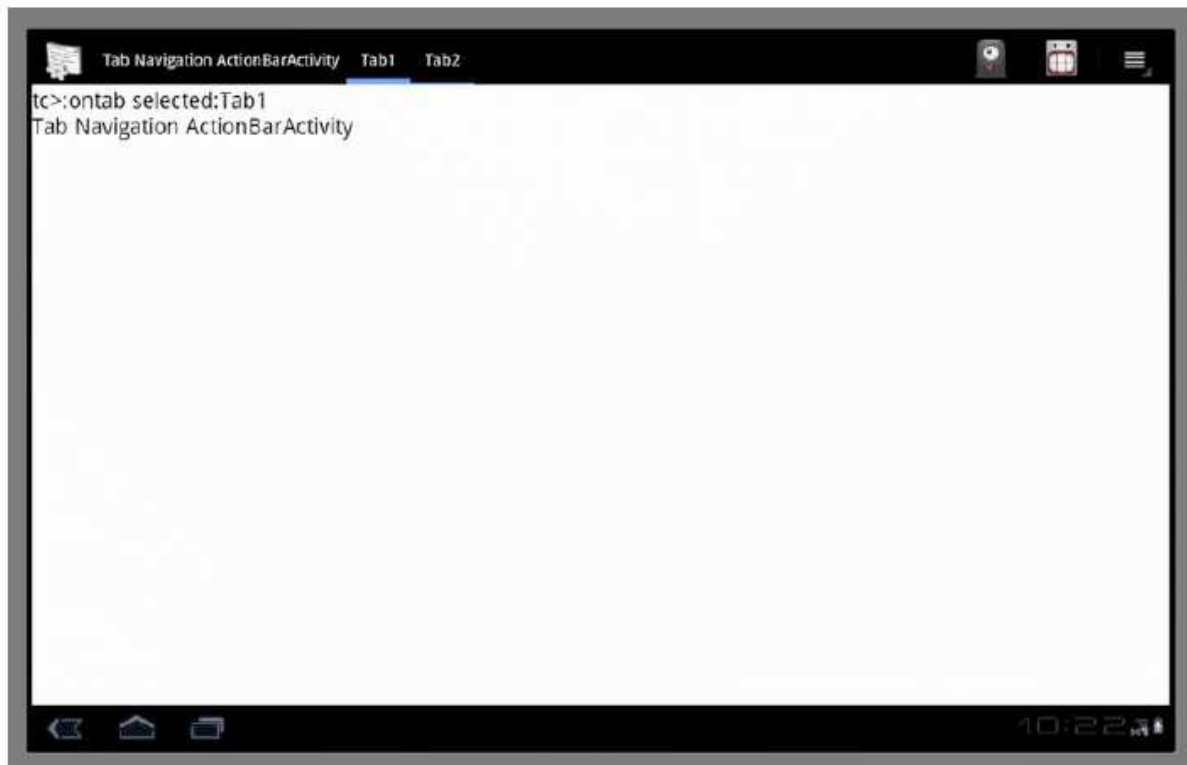 Tab Navigation ActionBarActivity Tab1 Tab2
tc>:ontab selected:Tab1
Tab Navigation ActionBarActivity
10:22